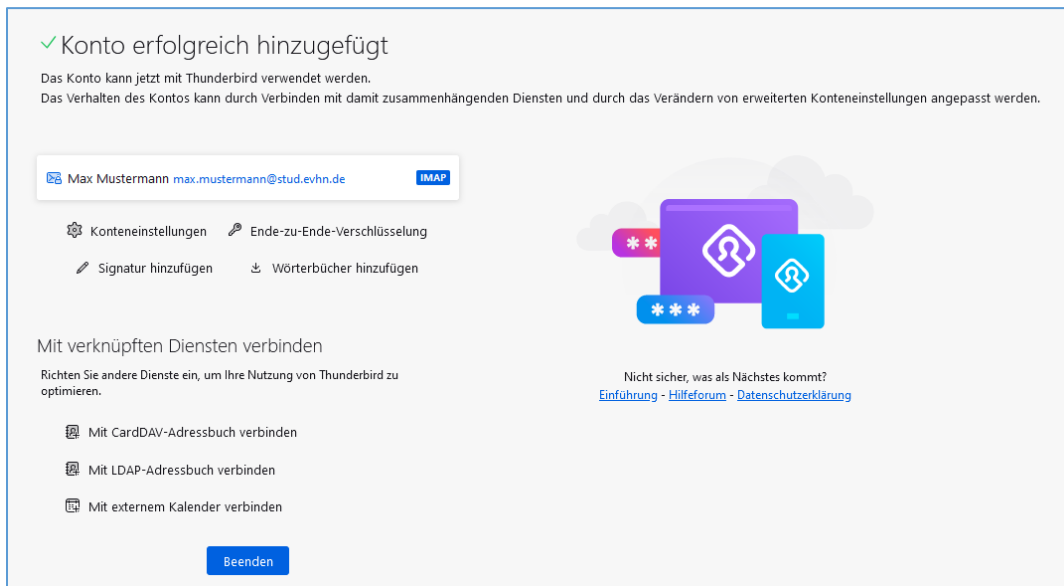 Konto erfolgreich hinzugefügt
Das Konto kann jetzt mit Thunderbird verwendet werden.
Das Verhalten des Kontos kann durch Verbinden mit damit zusammenhängenden Diensten und durch das Verändern von erweiterten Konteneinstellungen angepasst werden.
Max Mustermann max.mustermann@stud.evhn.de IMAP
Konteneinstellungen Ende-zu-Ende-Verschlüsselung
Signatur hinzufügen Wörterbücher hinzufügen
Mit verknüpften Diensten verbinden
Richten Sie andere Dienste ein, um Ihre Nutzung von Thunderbird zu
optimieren.
Mit CardDAV-Adressbuch verbinden
Mit LDAP-Adressbuch verbinden
Mit externem Kalender verbinden
Beenden
**
***
Nicht sicher, was als Nächstes kommt?
Einführung - Hilfeforum - Datenschutzerklärung